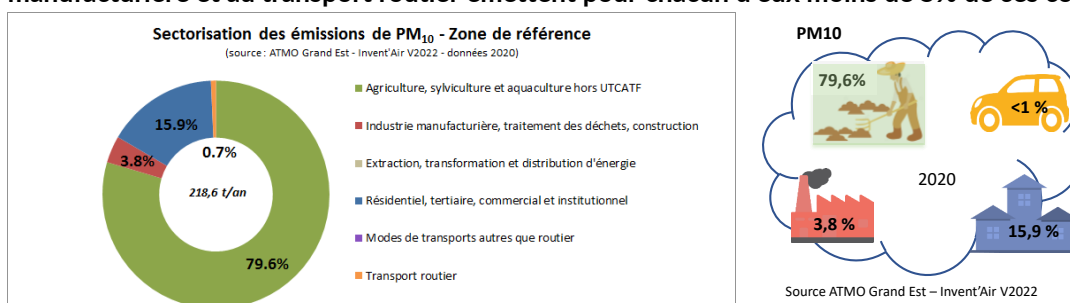 Sectorisation des émissions de PM10 - Zone de référence
(source : ATMO Grand Est - Invent'Air V2022 - données 2020)
15.9%
0.7%
3.8%
218,6 t/an
79.6%
Agriculture, sylviculture et aquaculture hors UTCATF
Industrie manufacturière, traitement des déchets, construction
Extraction, transformation et distribution d'énergie
Résidentiel, tertiaire, commercial et institutionnel
Modes de transports autres que routier
Transport routier
PM10
79,6%
<1 %
2020
3,8 %
15,9 %
Source ATMO Grand Est – Invent'Air V2022